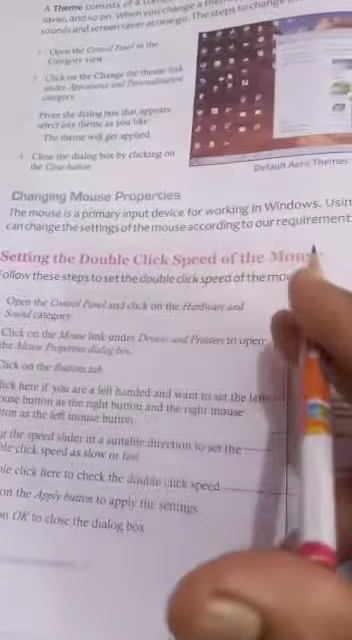 A Theme consists of a
saver, and so on. When you change a theme
sounds and screen saver at one go. The steps to change
Open the Control Panel in the
Category view
Click on the Change the theme link
under Appearance and Personalization
category
From the dialog box that appears
select any theme as you like
The theme will get applied
4 Close the dialog box by clicking on
the Close button
Default Aero Themes
Changing Mouse Properties
The mouse is a primary input device for working in Windows. Usin
can change the settings of the mouse according to our requirement
Setting the Double Click Speed of the Mous
Follow these steps to set the double click speed of the mou
Open the Control Panel and click on the Hardware and
Sound category
Click on the Mouse link under Devices and Printers to open
the Mouse Properties dialog box.
Click on the Buttons tab
lick here if you are a left handed and want to set the left
ouse button as the right button and the right mouse
ton as the left mouse button
the speed slider in a suitable direction to set the
ble click speed as slow or fast
ble click here to check the double click speed
on the Apply button to apply the settings
on OK to close the dialog box